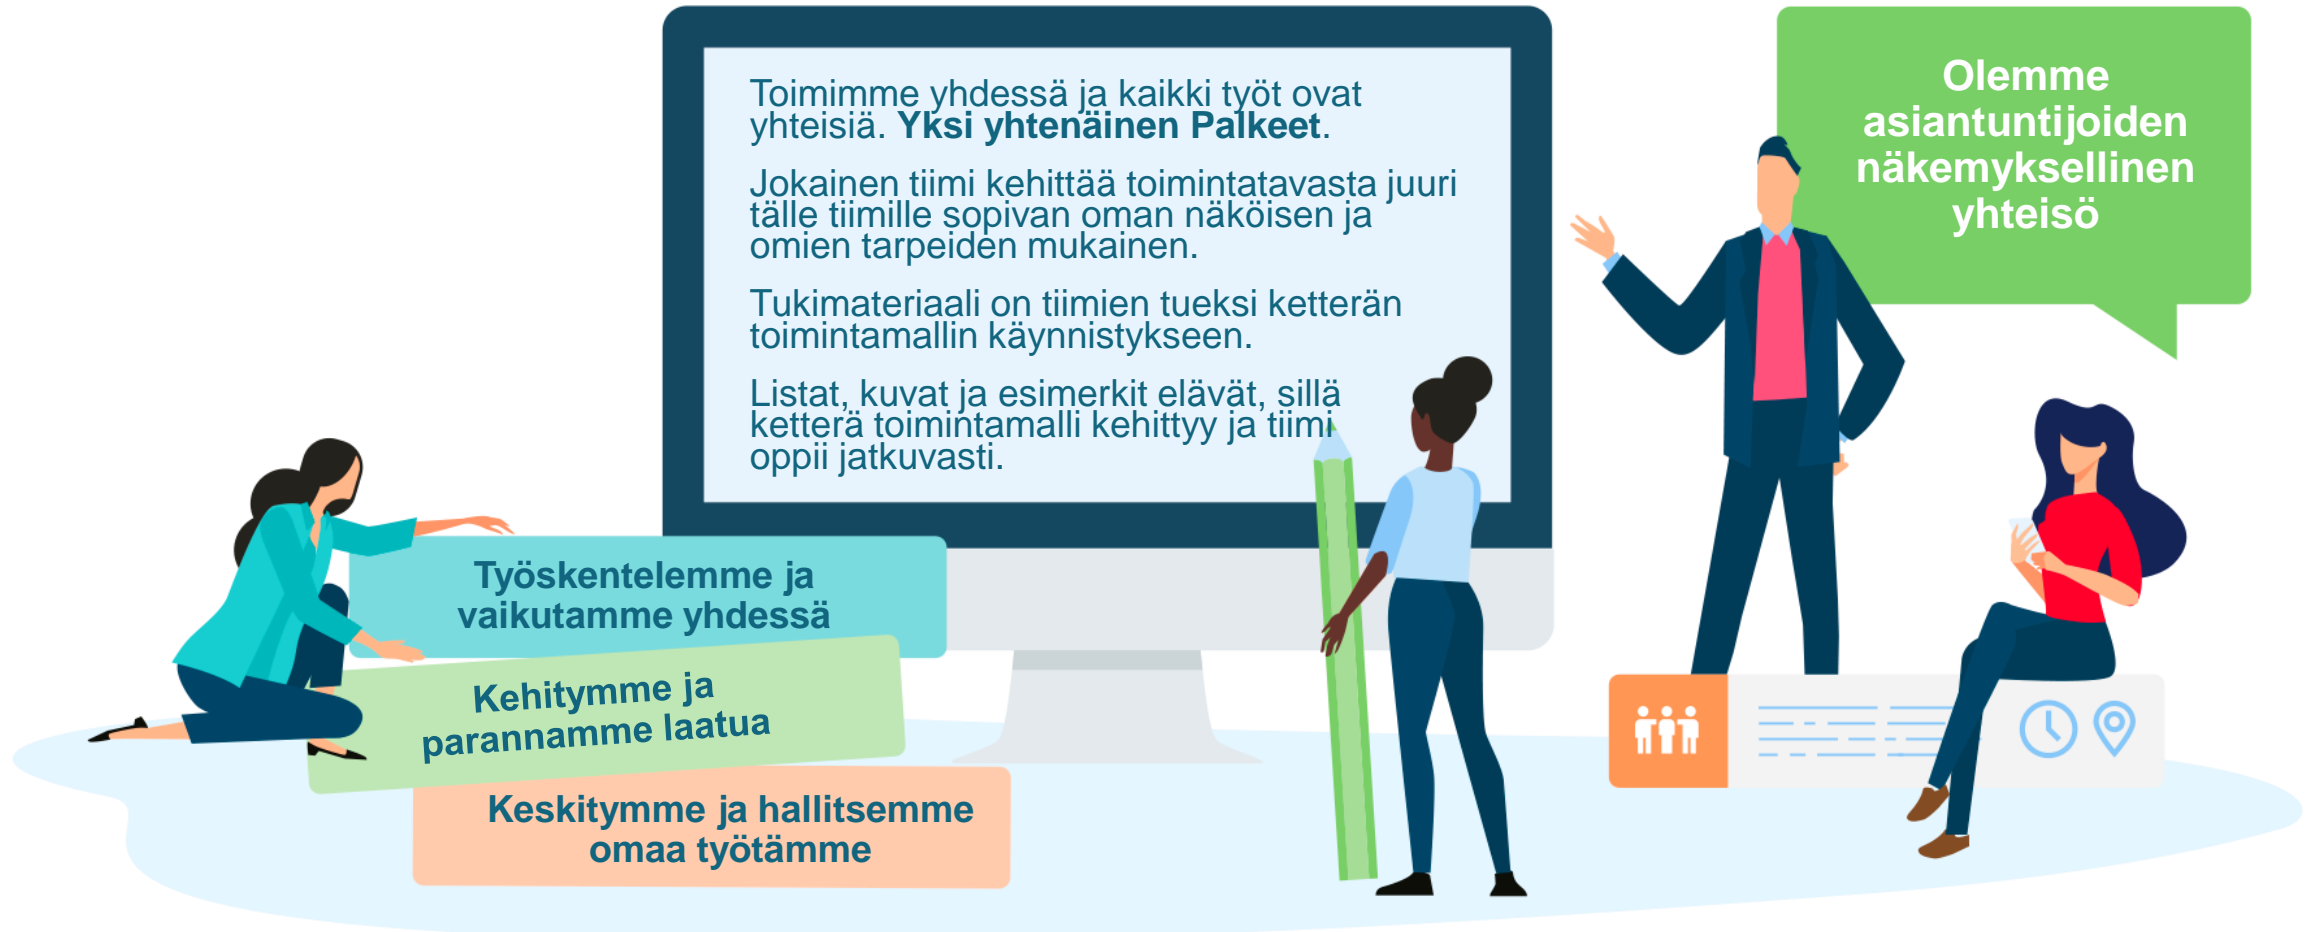 Toimimme yhdessä ja kaikki työt ovat
yhteisiä. Yksi yhtenäinen Palkeet.
Jokainen tiimi kehittää toimintatavasta juuri
tälle tiimille sopivan oman näköisen ja
omien tarpeiden mukainen.
Tukimateriaali on tiimien tueksi ketterän
toimintamallin käynnistykseen.
Listat, kuvat ja esimerkit elävät, sillä
ketterä toimintamalli kehittyy ja tiimi
oppii jatkuvasti.
Olemme
asiantuntijoiden
näkemyksellinen
yhteisö
Työskentelemme ja
vaikutamme yhdessä
Kehitymme ja
parannamme laatua
Keskitymme ja hallitsemme
omaa työtämme